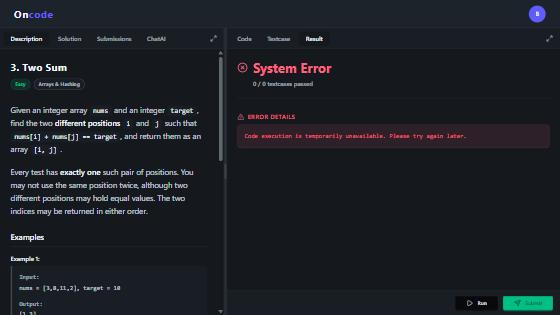 Oncode
B
Description Solution Submissions ChatAI
3. Two Sum
Easy Arrays & Hashing
Given an integer array nums and an integer target,
find the two different positions i and j such that
nums[i] + nums[j] == target, and return them as an
array [i, j].
Every test has exactly one such pair of positions. You
may not use the same position twice, although two
different positions may hold equal values. The two
indices may be returned in either order.
Examples
Example 1:
Input:
nums = [3,8,11,2], target = 10
Output:
Code Testcase Result
System Error
0 / 0 testcases passed
ERROR DETAILS
Code execution is temporarily unavailable. Please try again later.
Run Submit